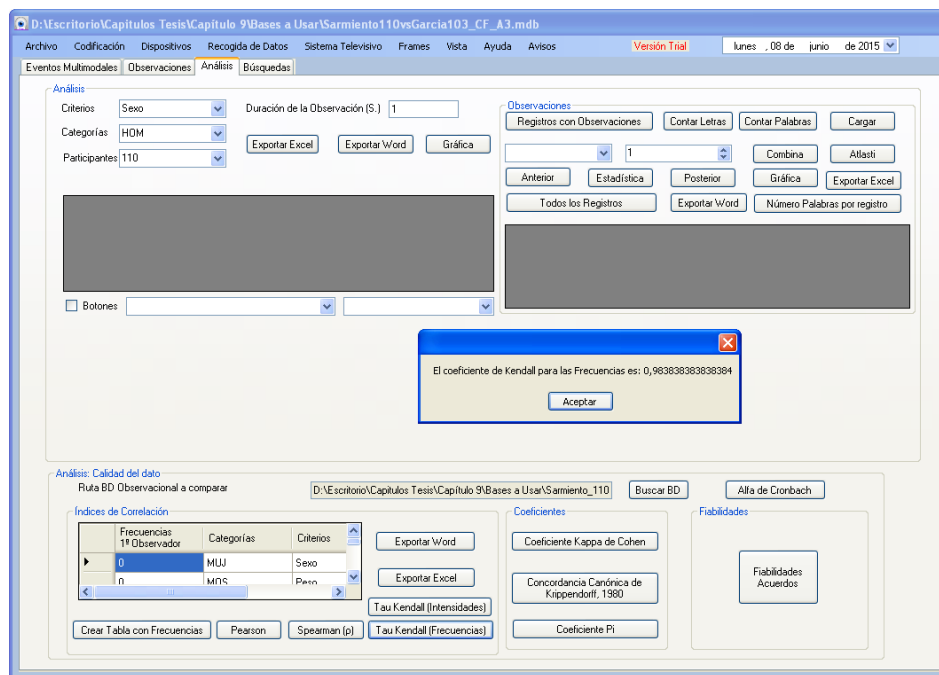 D:\Escritorio\Capítulos Tesis\Capítulo 9\Bases a Usar\Sarmiento110vsGarcia103_CF_A3.mdb
Archivo Codificación Dispositivos Recogida de Datos Sistema Televisivo Frames Vista Ayuda Avisos Versión Trial lunes , 08 de junio de 2015
Eventos Multimodales Observaciones Análisis Búsquedas
Análisis
Criterios Sexo Duración de la Observación (S.) 1
Categorías HOM
Exportar Excel Exportar Word Gráfica
Participantes 110
Observaciones
Registros con Observaciones Contar Letras Contar Palabras Cargar
1 Combina Atlasti
Anterior Estadística Posterior Gráfica Exportar Excel
Todos los Registros Exportar Word Número Palabras por registro
Botones
El coeficiente de Kendall para las Frecuencias es: 0,983838383838384
Aceptar
Análisis: Calidad del dato
Ruta BD Observacional a comparar D:\Escritorio\Capítulos Tesis\Capítulo 9\Bases a Usar\Sarmiento_110 Buscar BD Alfa de Cronbach
Índices de Correlación
Frecuencias 1º Observador Categorías Criterios
0 MUJ Sexo
0 MOS Peso
Exportar Word
Exportar Excel
Tau Kendall (Intensidades)
Crear Tabla con Frecuencias Pearson Spearman (ρ) Tau Kendall (Frecuencias)
Coeficientes
Coeficiente Kappa de Cohen
Concordancia Canónica de
Krippendorff, 1980
Coeficiente Pi
Fiabilidades
Fiabilidades
Acuerdos